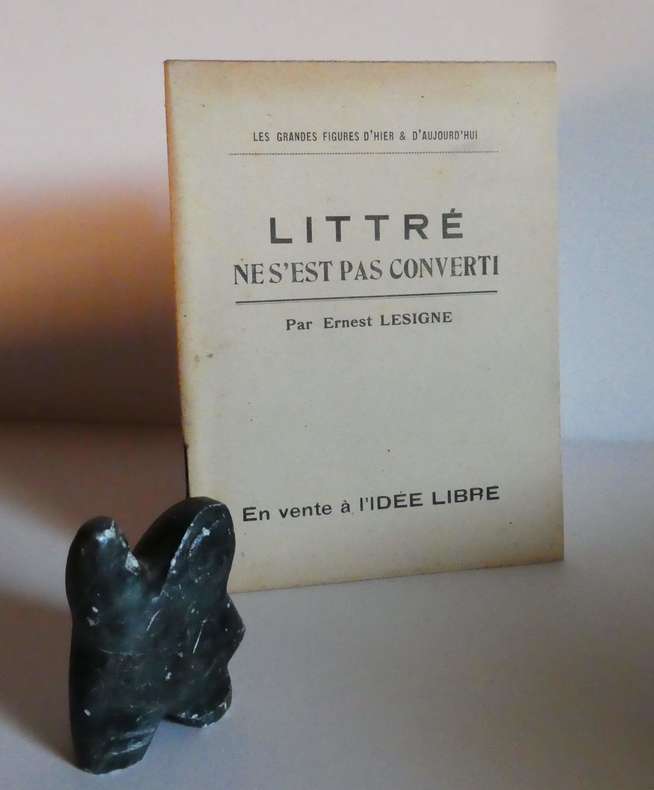 LES GRANDES FIGURES D'HIER & D'AUJOURD'HUI
LITTRÉ
NE S'EST PAS CONVERTI
Par Ernest LESIGNE
En vente à l'IDÉE LIBRE